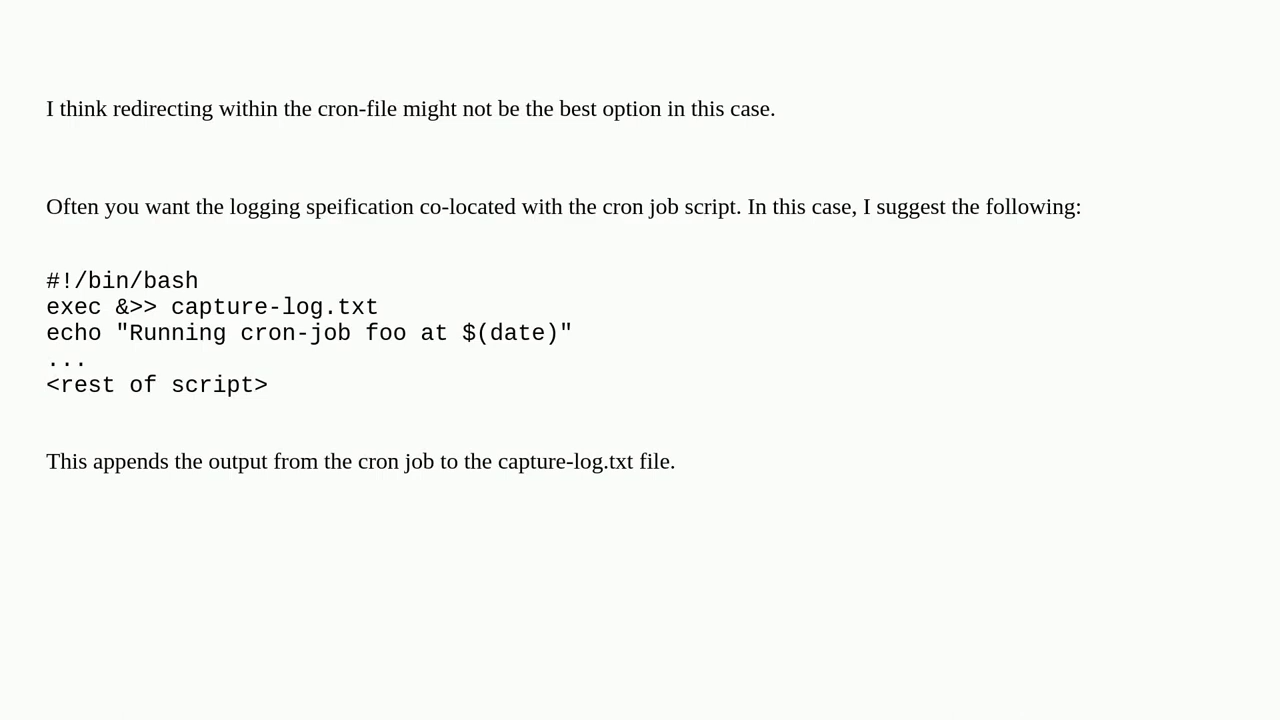 I think redirecting within the cron-file might not be the best option in this case.
Often you want the logging speification co-located with the cron job script. In this case, I suggest the following:
#!/bin/bash
exec &>> capture-log.txt
echo "Running cron-job foo at $(date)"
...
<rest of script>
This appends the output from the cron job to the capture-log.txt file.